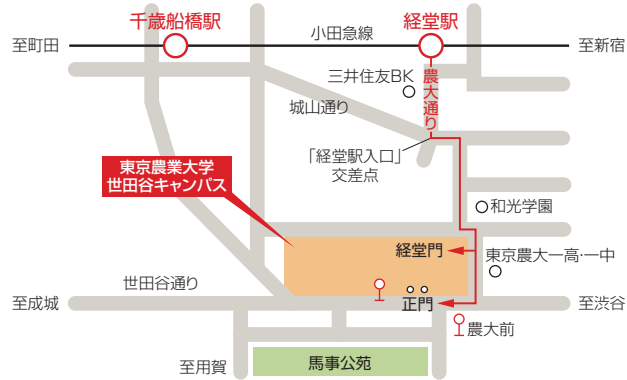 千歳船橋駅
小田急線
経堂駅
至町田
至新宿
三井住友BK
農大通り
城山通り
「経堂駅入口」
交差点
東京農業大学
世田谷キャンパス
和光学園
経堂門
東京農大一高・一中
世田谷通り
至成城
正門
至渋谷
農大前
至用賀
馬事公苑